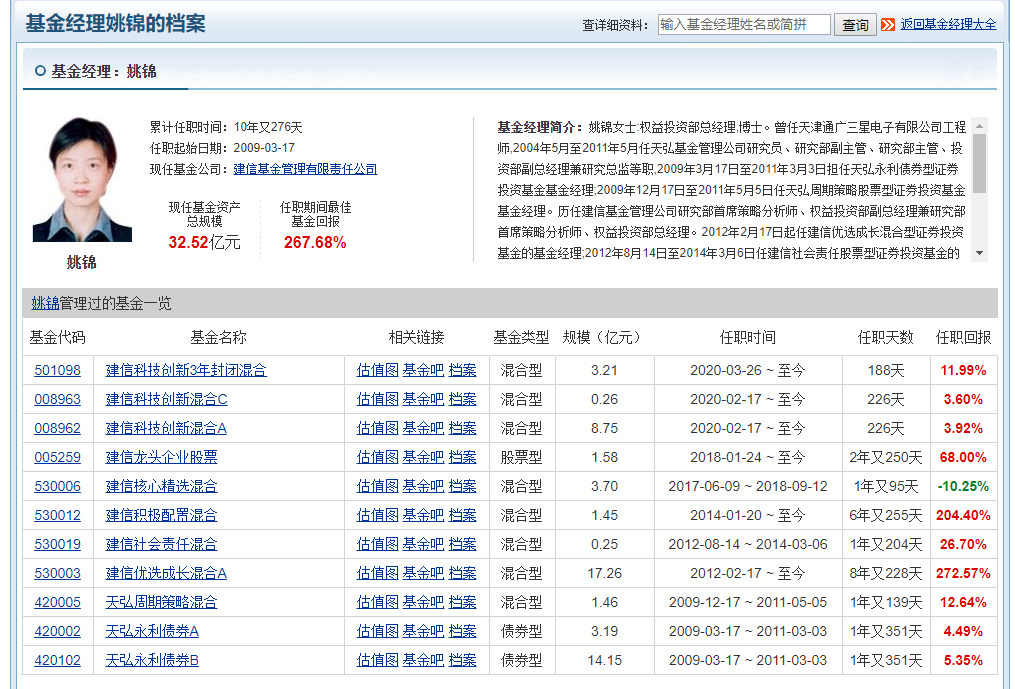 基金经理姚锦的档案
查详细资料： 输入基金经理姓名或简拼 查询 返回基金经理大全
基金经理：姚锦
累计任职时间：10年又276天
任职起始日期：2009-03-17
现任基金公司：建信基金管理有限责任公司
现任基金资产总规模
32.52亿元
任职期间最佳基金回报
267.68%
姚锦
基金经理简介：姚锦女士:权益投资部总经理,博士。曾任天津通广三星电子有限公司工程
师,2004年5月至2011年5月任天弘基金管理公司研究员、研究部副主管、研究部主管、投
资部副总经理兼研究总监等职,2009年3月17日至2011年3月3日担任天弘永利债券型证券
投资基金基金经理;2009年12月17日至2011年5月5日任天弘周期策略股票型证券投资基金
基金经理。历任建信基金管理公司研究部首席策略分析师、权益投资部副总经理兼研究部
首席策略分析师、权益投资部总经理。2012年2月17日起任建信优选成长混合型证券投资
基金的基金经理;2012年8月14日至2014年3月6日任建信社会责任股票型证券投资基金的
姚锦管理过的基金一览
基金代码 基金名称 相关链接 基金类型 规模（亿元） 任职时间 任职天数 任职回报
501098 建信科技创新3年封闭混合 估值图 基金吧 档案 混合型 3.21 2020-03-26 ~ 至今 188天 11.99%
008963 建信科技创新混合C 估值图 基金吧 档案 混合型 0.26 2020-02-17 ~ 至今 226天 3.60%
008962 建信科技创新混合A 估值图 基金吧 档案 混合型 8.75 2020-02-17 ~ 至今 226天 3.92%
005259 建信龙头企业股票 估值图 基金吧 档案 股票型 1.58 2018-01-24 ~ 至今 2年又250天 68.00%
530006 建信核心精选混合 估值图 基金吧 档案 混合型 3.70 2017-06-09 ~ 2018-09-12 1年又95天 -10.25%
530012 建信积极配置混合 估值图 基金吧 档案 混合型 1.45 2014-01-20 ~ 至今 6年又255天 204.40%
530019 建信社会责任混合 估值图 基金吧 档案 混合型 0.25 2012-08-14 ~ 2014-03-06 1年又204天 26.70%
530003 建信优选成长混合A 估值图 基金吧 档案 混合型 17.26 2012-02-17 ~ 至今 8年又228天 272.57%
420005 天弘周期策略混合 估值图 基金吧 档案 混合型 1.46 2009-12-17 ~ 2011-05-05 1年又139天 12.64%
420002 天弘永利债券A 估值图 基金吧 档案 债券型 3.19 2009-03-17 ~ 2011-03-03 1年又351天 4.49%
420102 天弘永利债券B 估值图 基金吧 档案 债券型 14.15 2009-03-17 ~ 2011-03-03 1年又351天 5.35%